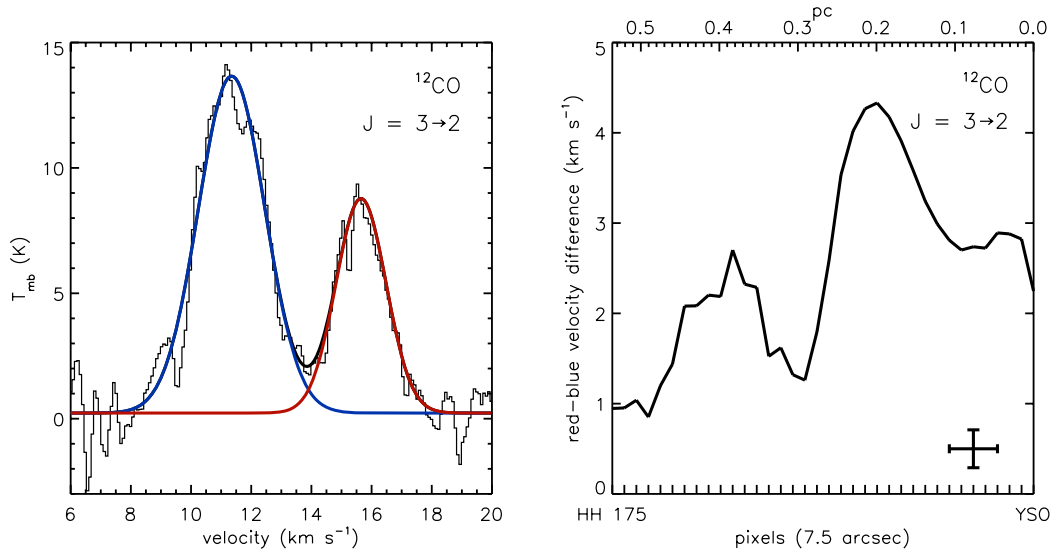 15
10
5
0
T_mb (K)
¹²CO
J = 3→2
6 8 10 12 14 16 18 20
velocity (km s⁻¹)
pc
0.5 0.4 0.3 0.2 0.1 0.0
5
4
3
2
1
0
red−blue velocity difference (km s⁻¹)
¹²CO
J = 3→2
HH 175 YSO
pixels (7.5 arcsec)